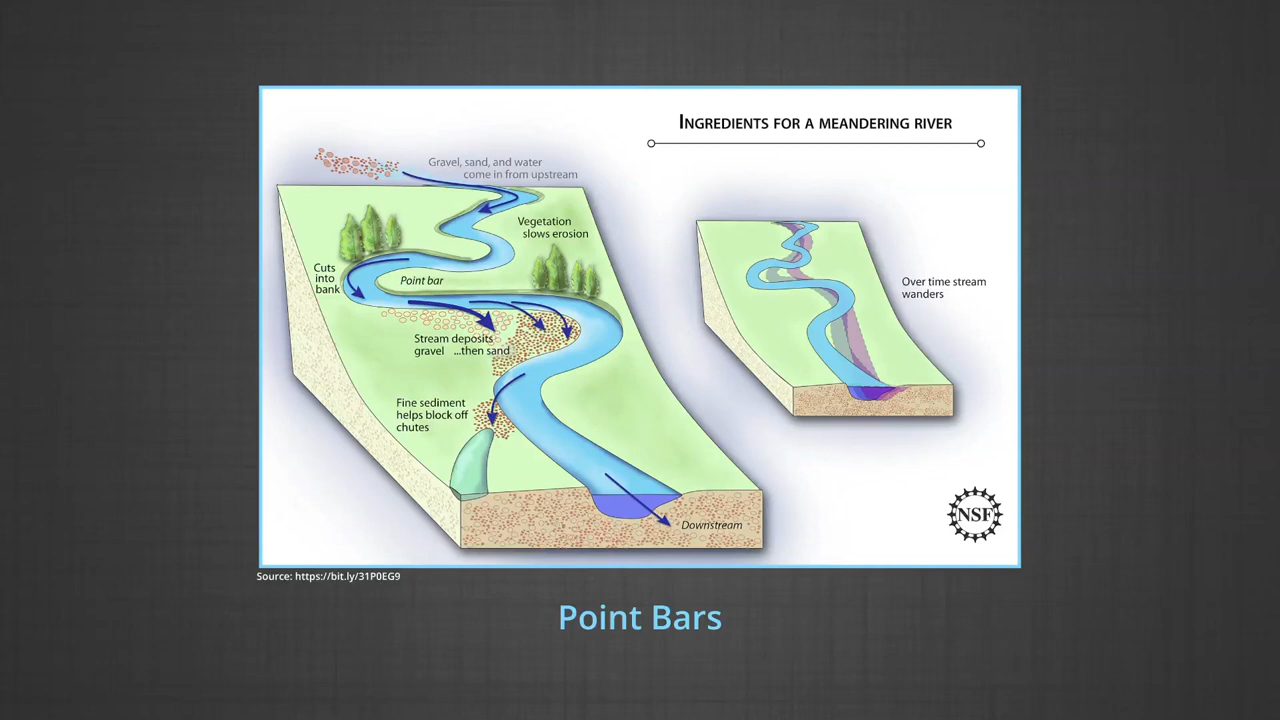 INGREDIENTS FOR A MEANDERING RIVER
Gravel, sand, and water
come in from upstream
Vegetation
slows erosion
Cuts
into
bank
Point bar
Stream deposits
gravel ...then sand
Fine sediment
helps block off
chutes
Downstream
Over time stream
wanders
NSF
Source: https://bit.ly/31P0EG9
Point Bars